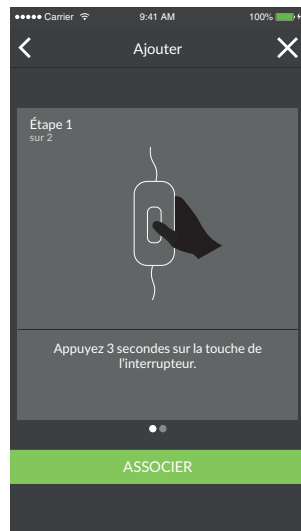 Carrier 9:41 AM 100%
Ajouter
Étape 1
sur 2
Appuyez 3 secondes sur la touche de
l'interrupteur.
ASSOCIER